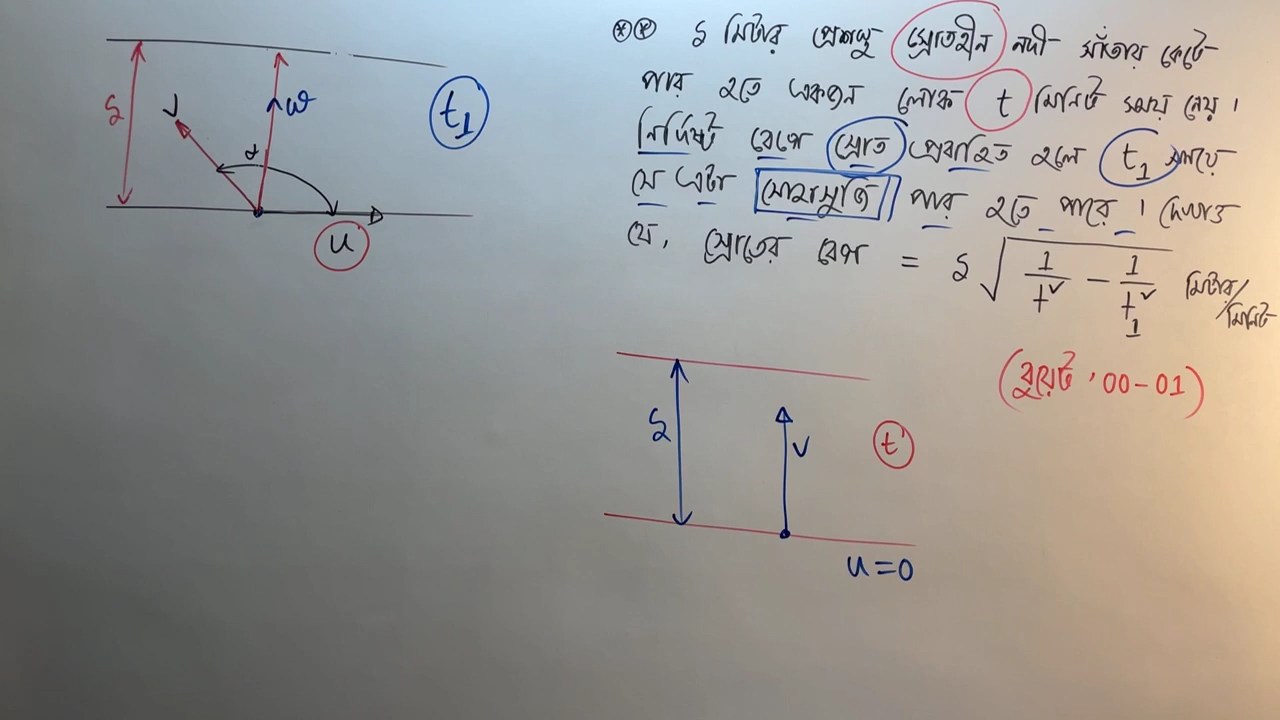 ⊛⊛ S মিটার প্রশস্ত স্রোতহীন নদী সাঁতার কেটে
পার হতে একজন লোক t মিনিট সময় নেয়।
নির্দিষ্ট বেগে স্রোত প্রবাহিত হলে t₁ সময়ে
সে এটা সোজাসুজি পার হতে পারে। দেখাও
যে, স্রোতের বেগ = S √(1/t² − 1/t₁²) মিটার/মিনিট
(বুয়েট, 00-01)
S
v
α
w
t₁
u
S
v
t
u=0